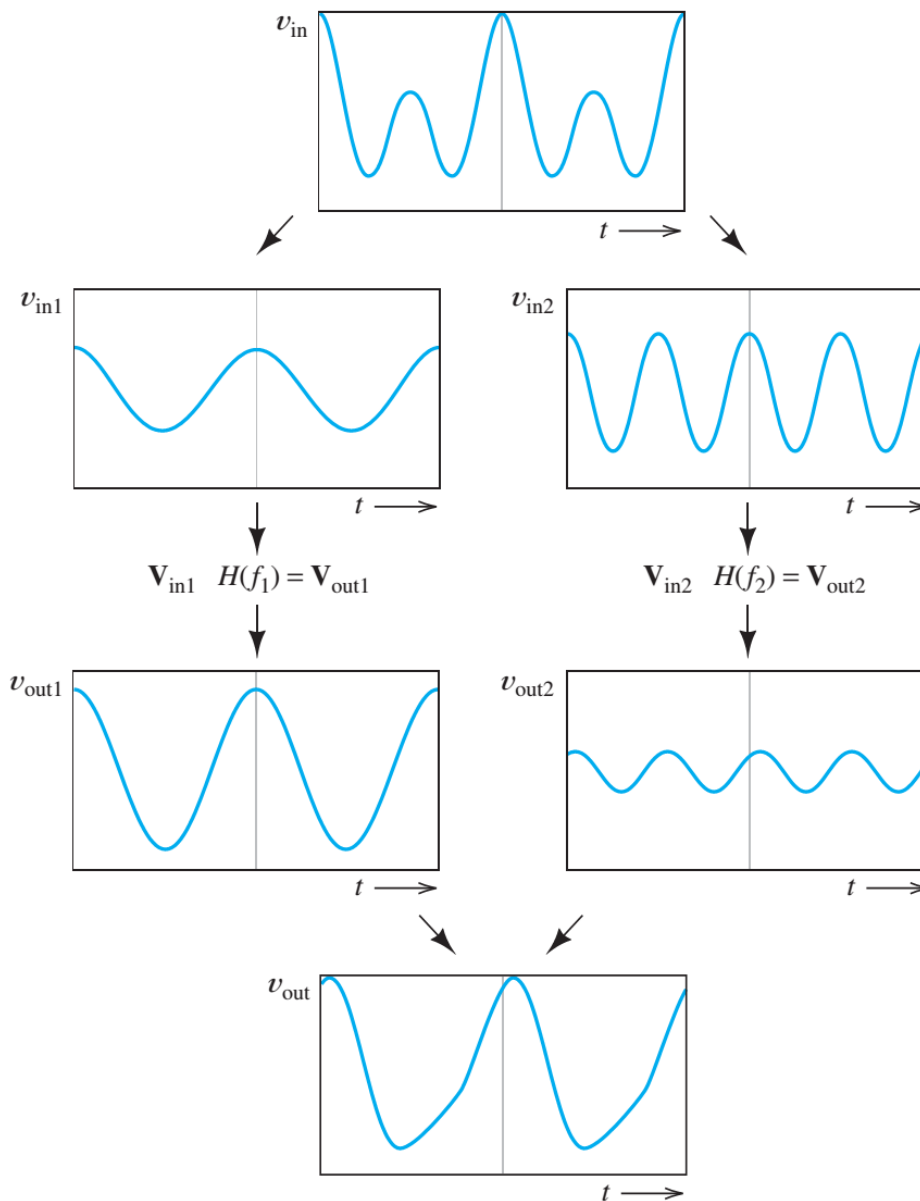 v_in
t
v_in1
v_in2
t
t
V_in1 H(f_1) = V_out1
V_in2 H(f_2) = V_out2
v_out1
v_out2
t
t
v_out
t